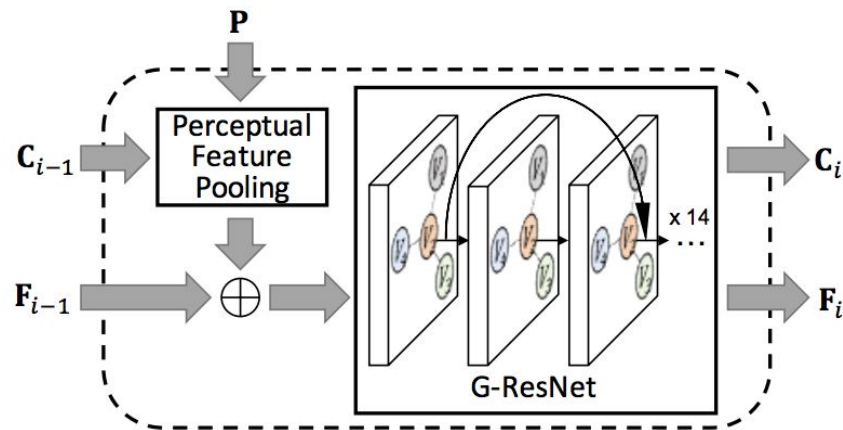 P
Perceptual
Feature
Pooling
C_{i-1}
C_i
x 14
...
F_{i-1}
⊕
F_i
G-ResNet